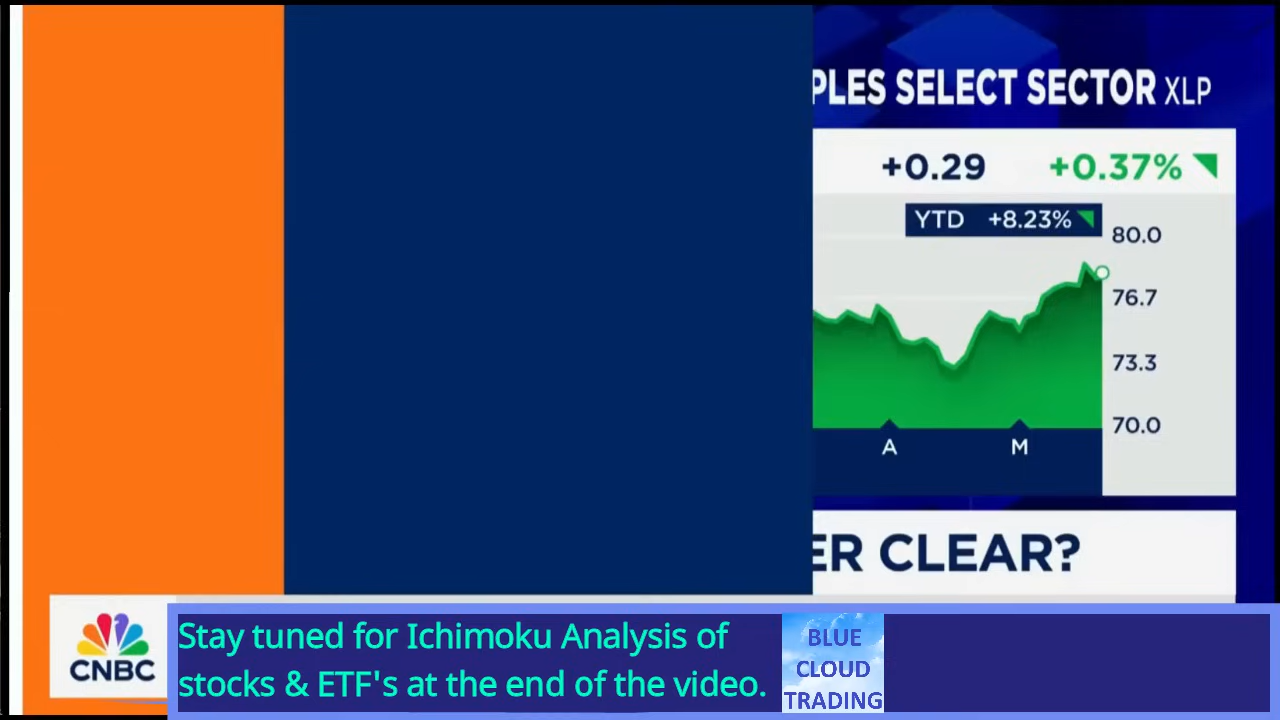 PLES SELECT SECTOR XLP
+0.29 +0.37%
YTD +8.23%
80.0
76.7
73.3
70.0
A M
ER CLEAR?
CNBC
Stay tuned for Ichimoku Analysis of
stocks & ETF's at the end of the video.
BLUE
CLOUD
TRADING